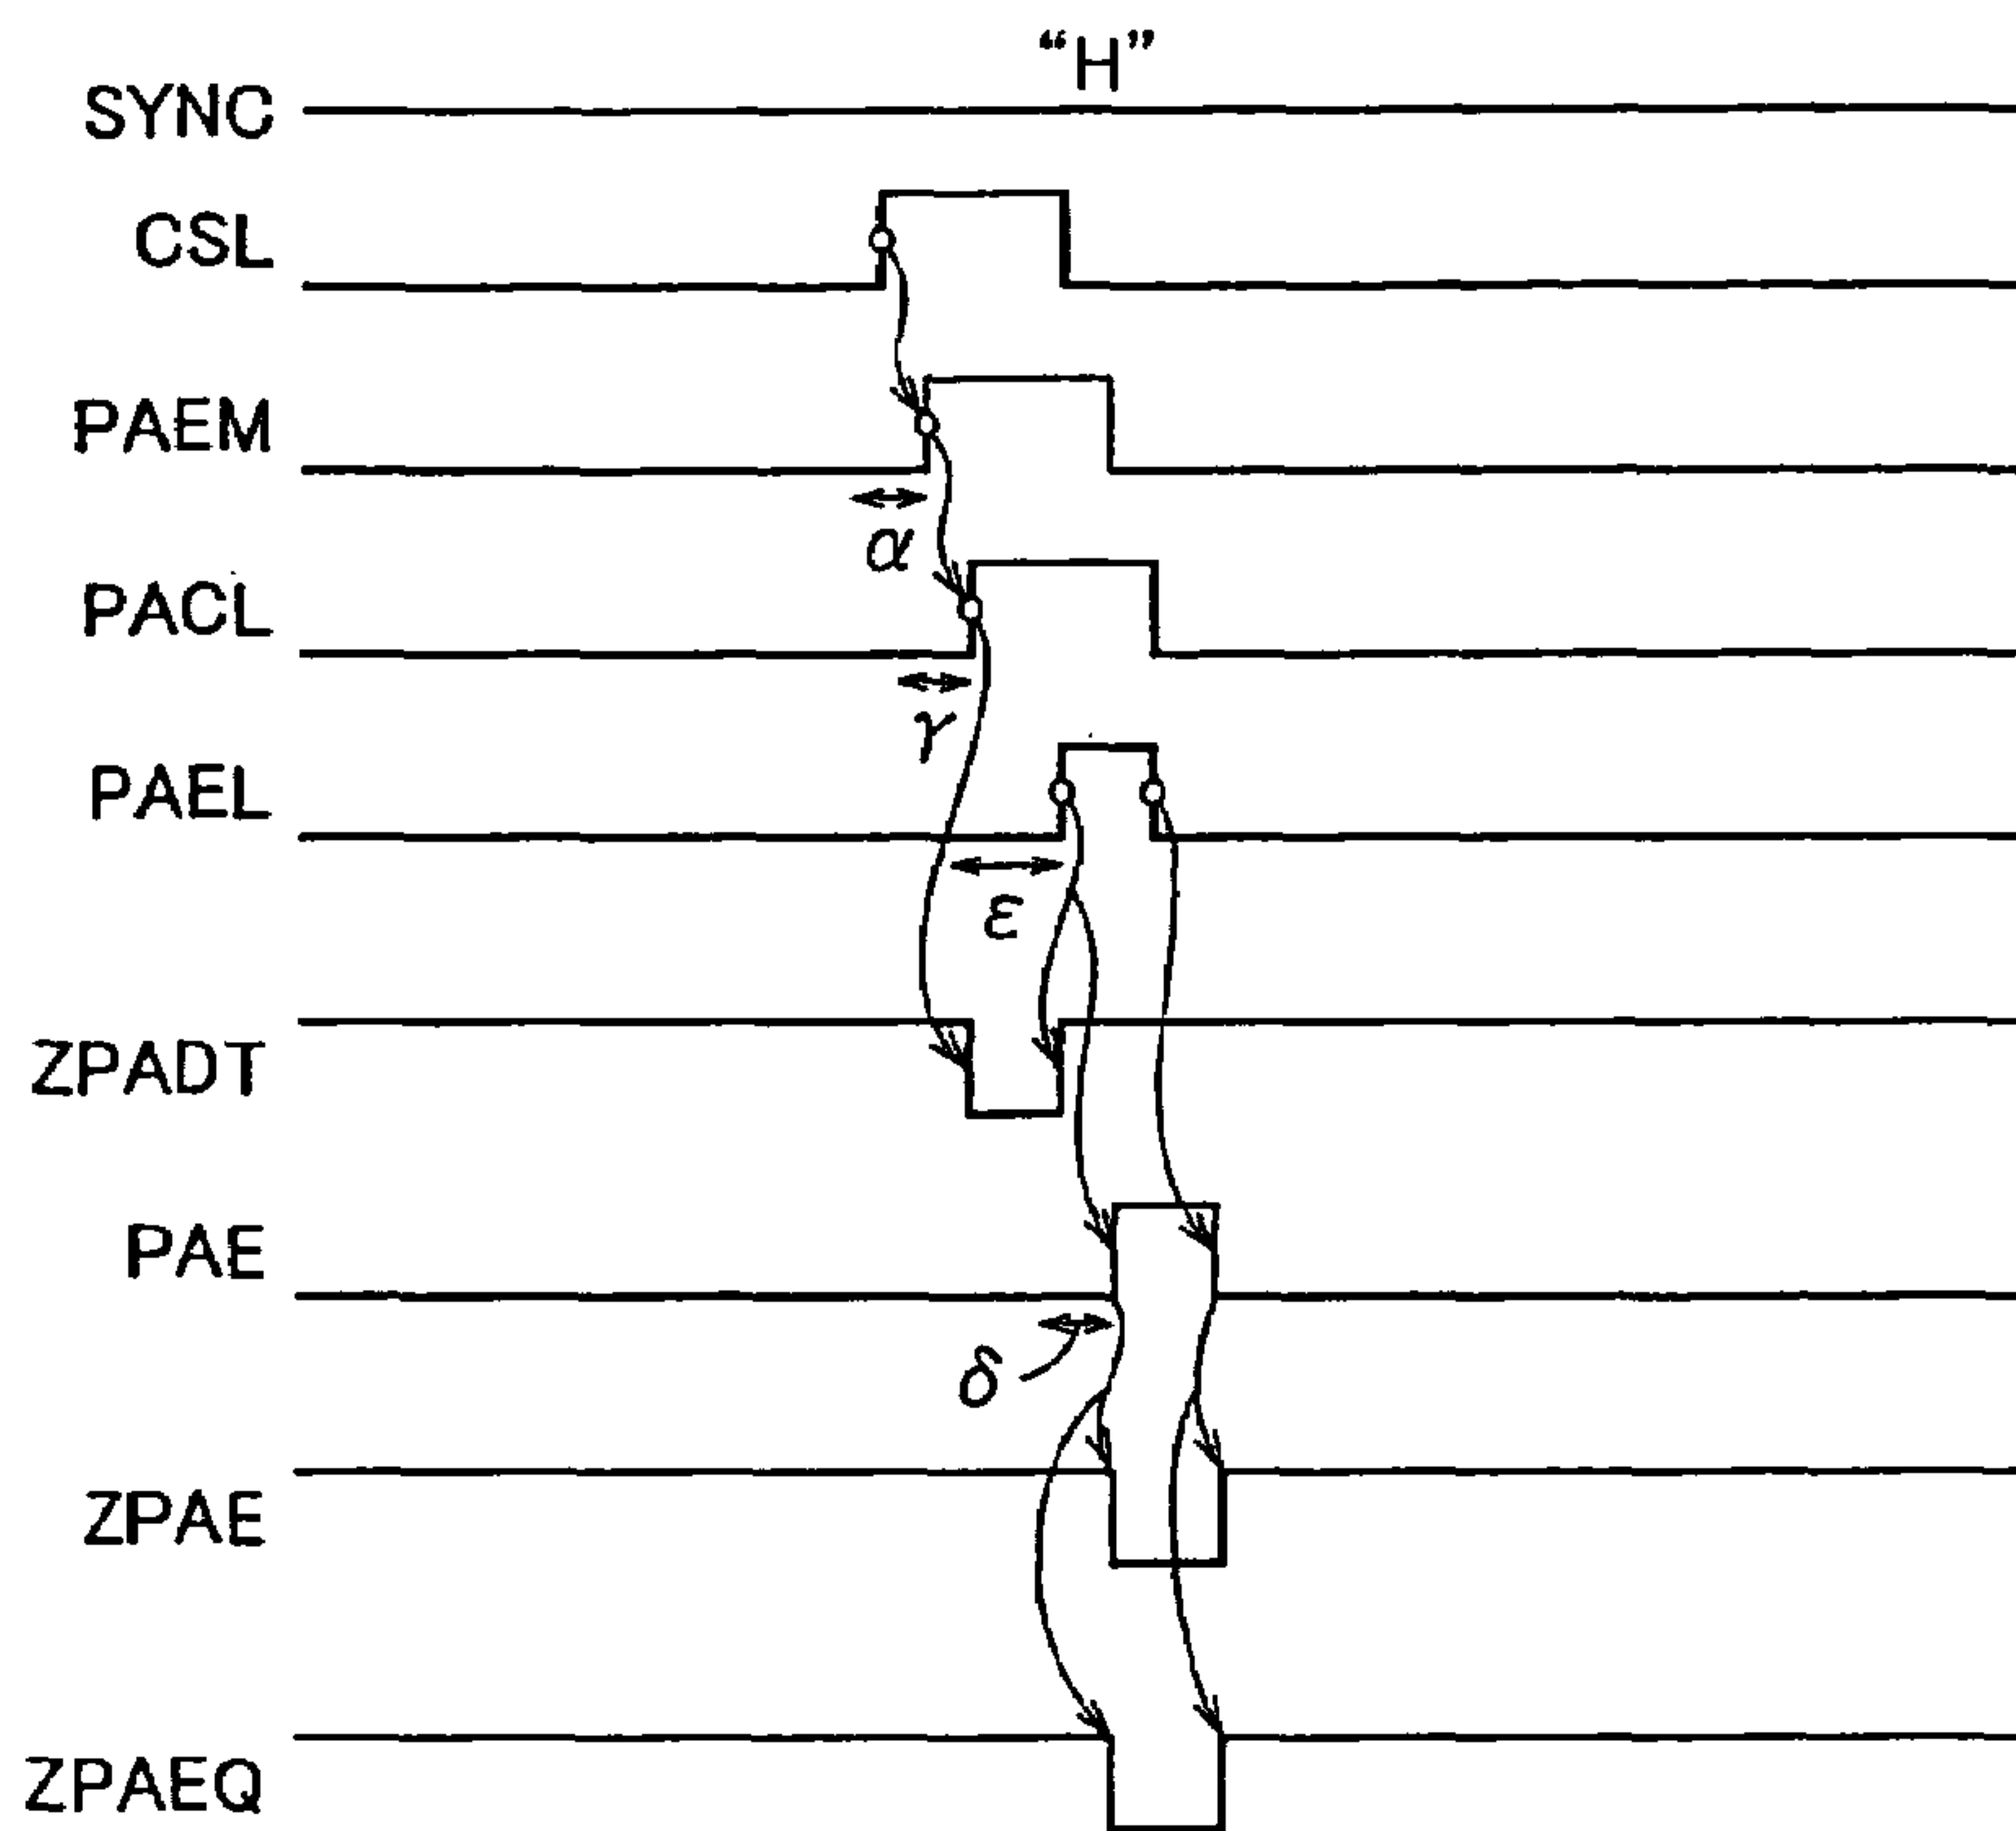 “H”
SYNC
CSL
PAEM
α
PACL
γ
PAEL
ε
ZPADT
PAE
δ
ZPAE
ZPAEQ